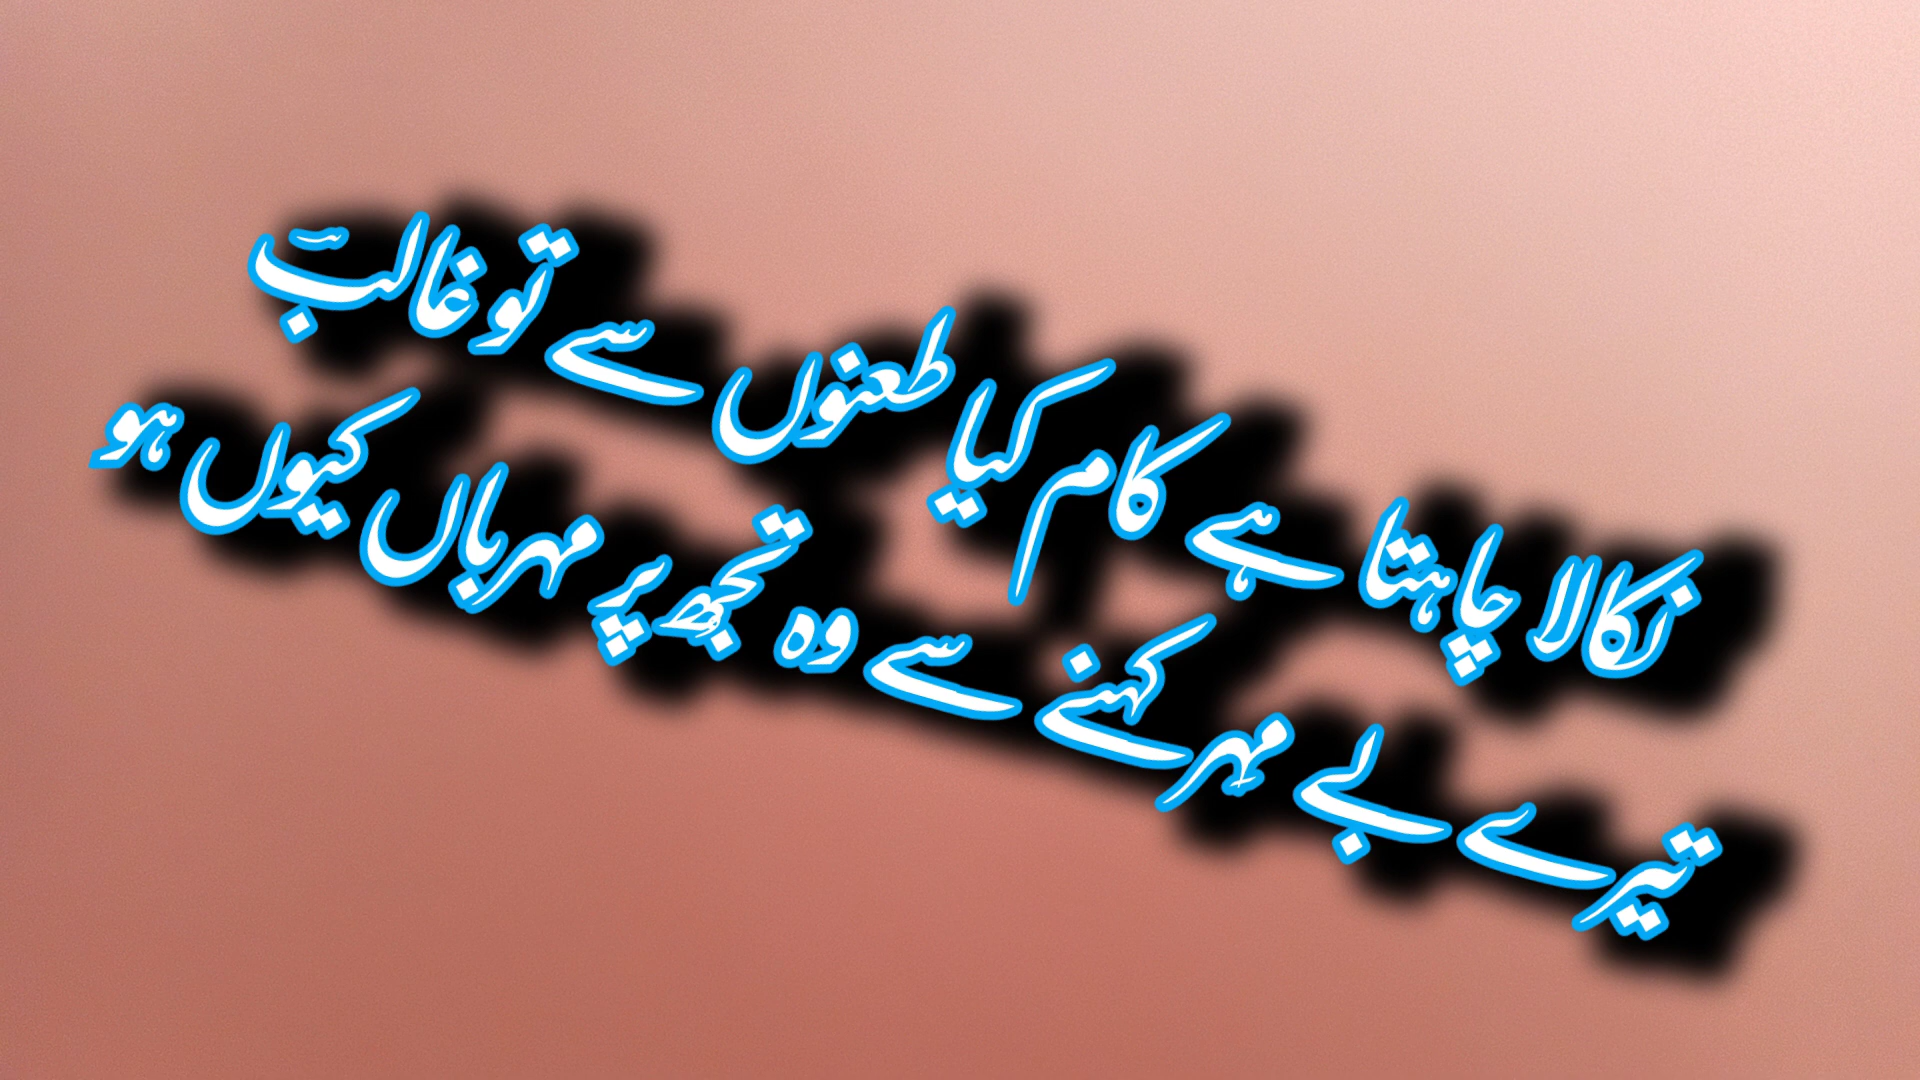 نکالا چاہتا ہے کام کیا طعنوں سے تو غالبؔ
تیرے بے مہر کہنے سے وہ تجھ پر مہرباں کیوں ہو